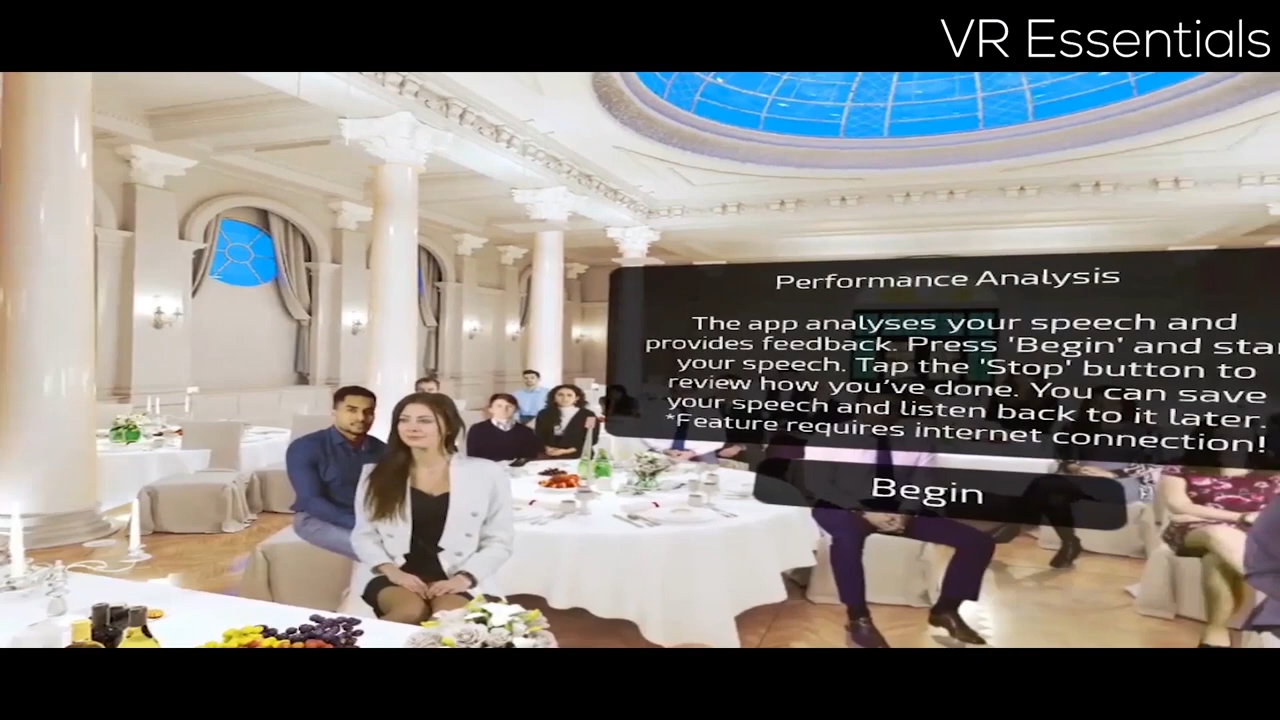 VR Essentials
Performance Analysis
The app analyses your speech and
provides feedback. Press 'Begin' and star
your speech. Tap the 'Stop' button to
review how you've done. You can save
your speech and listen back to it later.
*Feature requires internet connection!
Begin